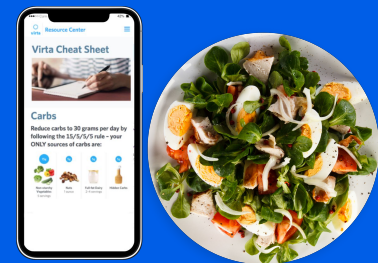 42%
virta
Resource Center
Virta Cheat Sheet
Carbs
Reduce carbs to 30 grams per day by
following the 15/5/5/5 rule – your
ONLY sources of carbs are:
Non-starchy
Vegetables
Nuts
Full-fat Dairy
Hidden Carbs